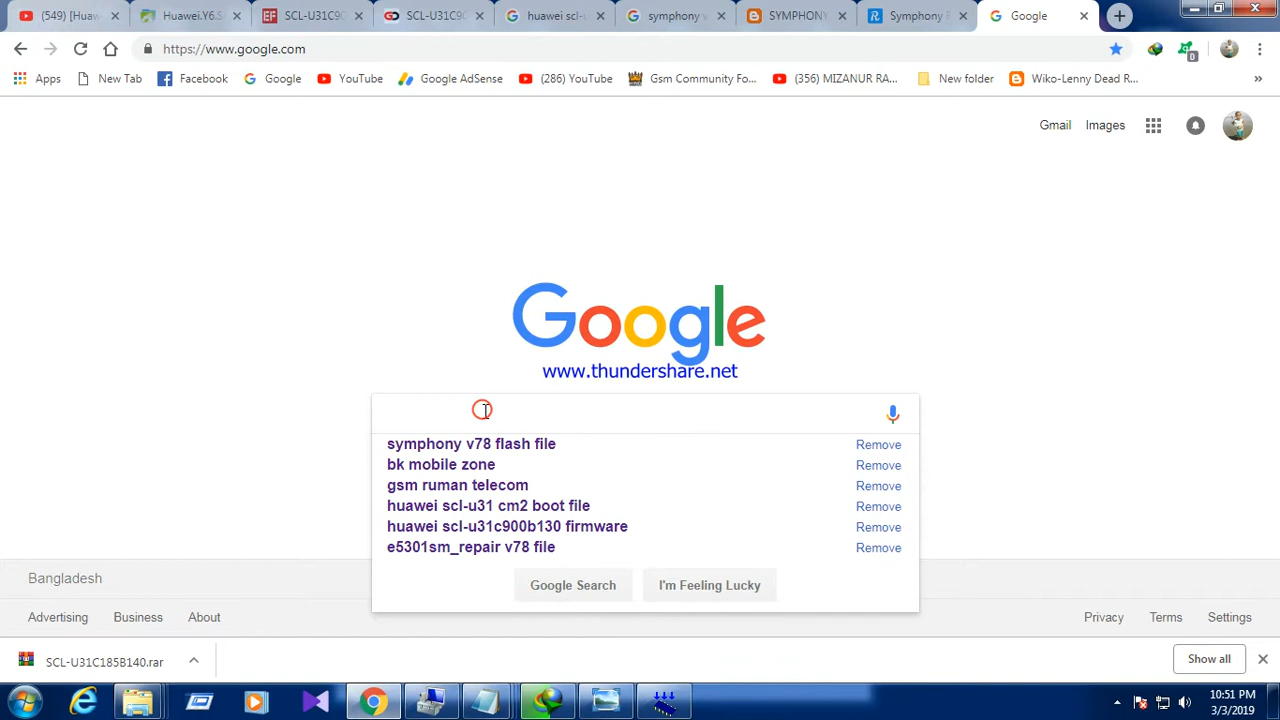 (549) [Huaw
Huawei.Y6.S
SCL-U31C90
SCL-U31C90
huawei scl-u
symphony v
SYMPHONY
Symphony F
Google
https://www.google.com
Apps
New Tab
Facebook
Google
YouTube
Google AdSense
(286) YouTube
Gsm Community Fo...
(356) MIZANUR RA...
New folder
Wiko-Lenny Dead R...
»
Gmail
Images
Google
www.thundershare.net
symphony v78 flash file
Remove
bk mobile zone
Remove
gsm ruman telecom
Remove
huawei scl-u31 cm2 boot file
Remove
huawei scl-u31c900b130 firmware
Remove
e5301sm_repair v78 file
Remove
Google Search
I'm Feeling Lucky
Bangladesh
Advertising
Business
About
Privacy
Terms
Settings
SCL-U31C185B140.rar
Show all
10:51 PM
3/3/2019